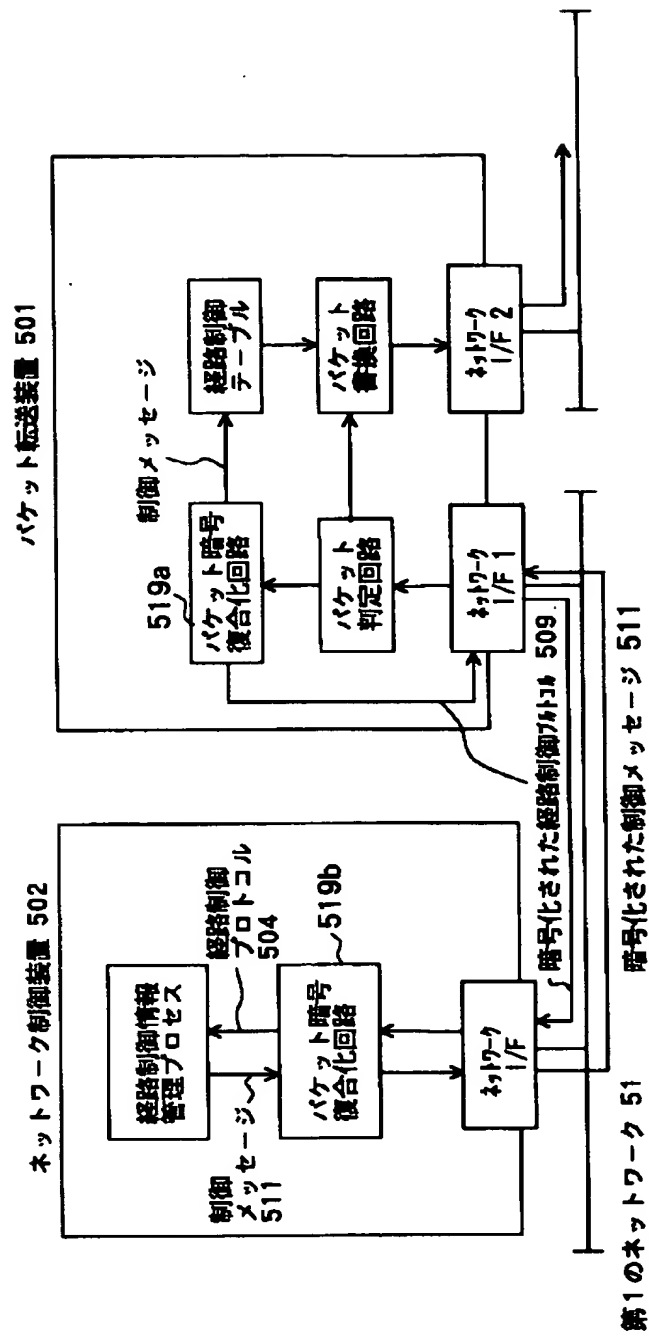 ネットワーク制御装置 502
経路制御情報
管理プロセス
制御
メッセージ
511
経路制御
プロトコル
504
パケット暗号
復合化回路
519b
ネットワーク
I/F
パケット転送装置 501
519a
パケット暗号
復合化回路
制御メッセージ
経路制御
テーブル
パケット
判定回路
パケット
書換回路
ネットワーク
I/F 1
ネットワーク
I/F 2
暗号化された経路制御プルトコル 509
暗号化された制御メッセージ 511
第1のネットワーク 51